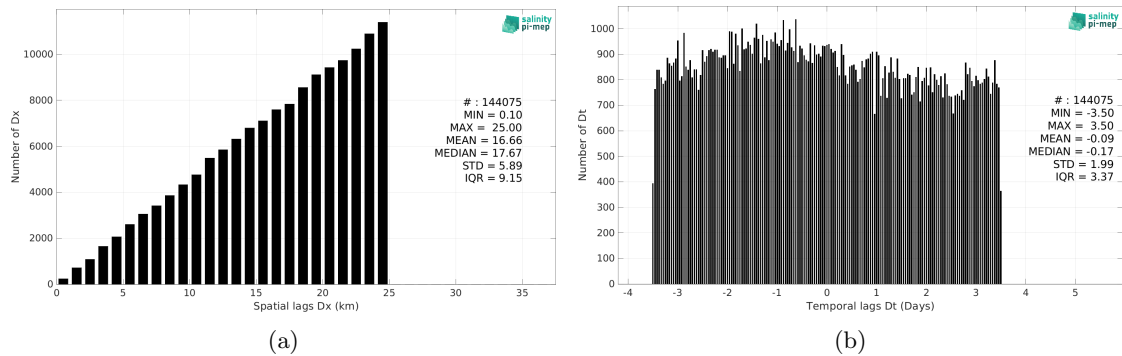 Number of Dx
10000
8000
6000
4000
2000
0
0 5 10 15 20 25 30 35
Spatial lags Dx (km)
salinity
pi-mep
# : 144075
MIN = 0.10
MAX = 25.00
MEAN = 16.66
MEDIAN = 17.67
STD = 5.89
IQR = 9.15
(a)
Number of Dt
1000
900
800
700
600
500
400
300
200
100
0
-4 -3 -2 -1 0 1 2 3 4 5
Temporal lags Dt (Days)
salinity
pi-mep
# : 144075
MIN = -3.50
MAX = 3.50
MEAN = -0.09
MEDIAN = -0.17
STD = 1.99
IQR = 3.37
(b)